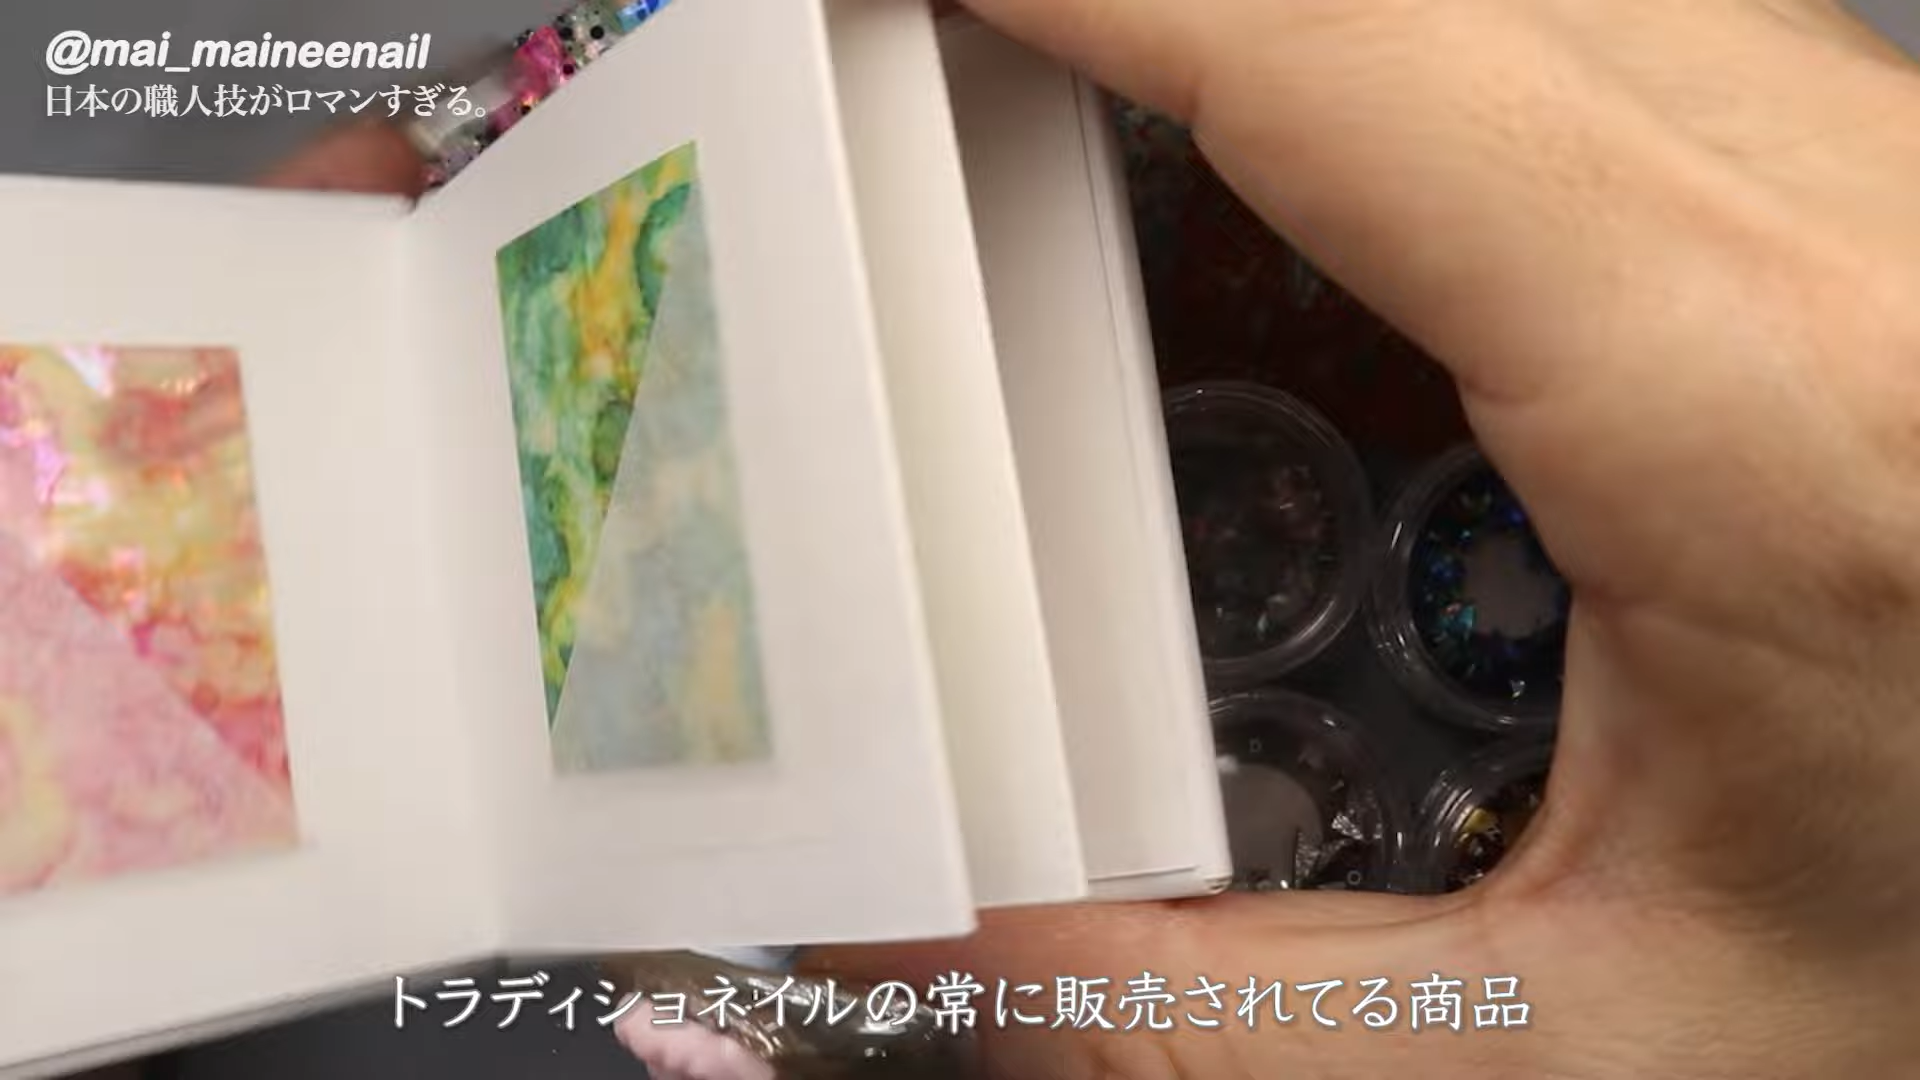 @mai_maineenail
日本の職人技がロマンすぎる。
トラディショネイルの常に販売されてる商品